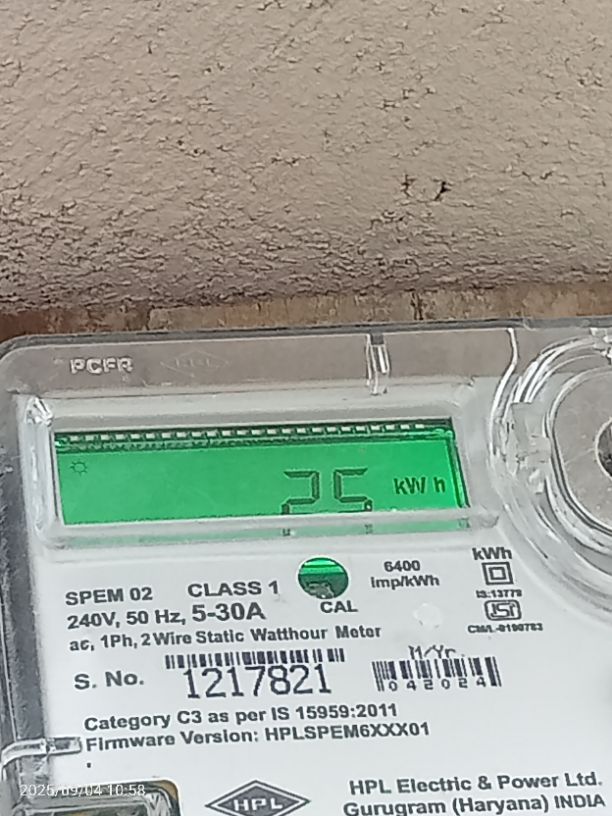 PCFR
HPL
25 kWh
SPEM 02 CLASS 1
CAL
6400
imp/kWh
kWh
240V, 50 Hz, 5-30A
IS:13779
ac, 1Ph, 2 Wire Static Watthour Meter
S. No. 1217821
M/Yr.
042024
Category C3 as per IS 15959:2011
Firmware Version: HPLSPEM6XXX01
2025/09/04 10:58
HPL
HPL Electric & Power Ltd.
Gurugram (Haryana) INDIA